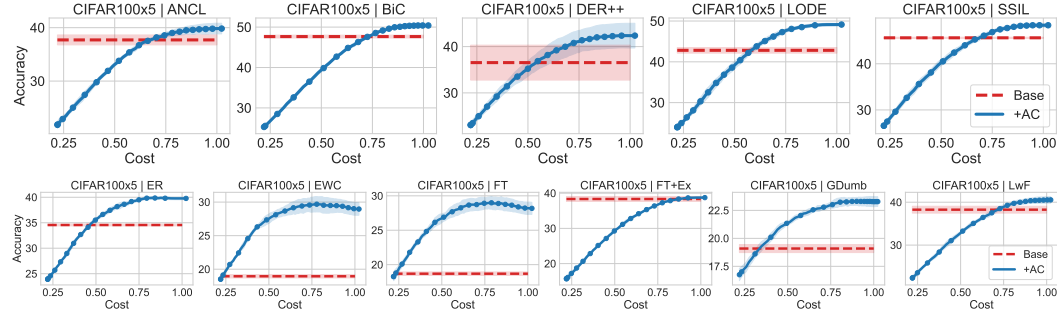 CIFAR100x5 | ANCL
CIFAR100x5 | BiC
CIFAR100x5 | DER++
CIFAR100x5 | LODE
CIFAR100x5 | SSIL
Accuracy
40
30
50
40
30
40
30
50
40
30
40
30
Base
+AC
0.25 0.50 0.75 1.00
0.25 0.50 0.75 1.00
0.25 0.50 0.75 1.00
0.25 0.50 0.75 1.00
0.25 0.50 0.75 1.00
Cost
Cost
Cost
Cost
Cost
CIFAR100x5 | ER
CIFAR100x5 | EWC
CIFAR100x5 | FT
CIFAR100x5 | FT+Ex
CIFAR100x5 | GDumb
CIFAR100x5 | LwF
Accuracy
40
35
30
25
30
25
20
30
25
20
40
30
20
22.5
20.0
17.5
40
30
Base
+AC
0.25 0.50 0.75 1.00
0.25 0.50 0.75 1.00
0.25 0.50 0.75 1.00
0.25 0.50 0.75 1.00
0.25 0.50 0.75 1.00
0.25 0.50 0.75 1.00
Cost
Cost
Cost
Cost
Cost
Cost